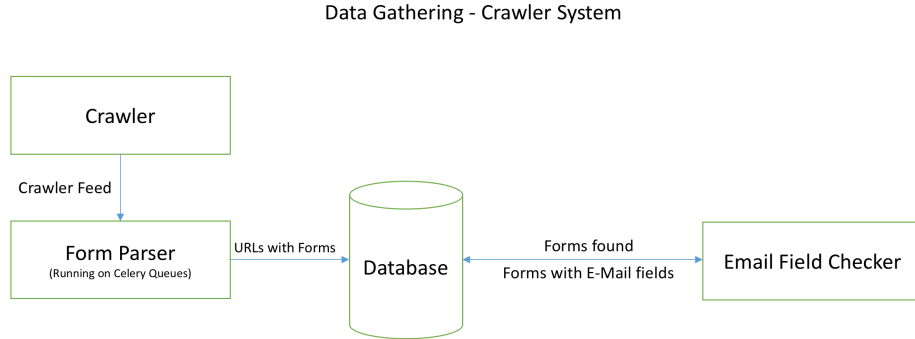 Data Gathering - Crawler System
Crawler
Crawler Feed
Form Parser
(Running on Celery Queues)
URLs with Forms
Database
Forms found
Forms with E-Mail fields
Email Field Checker